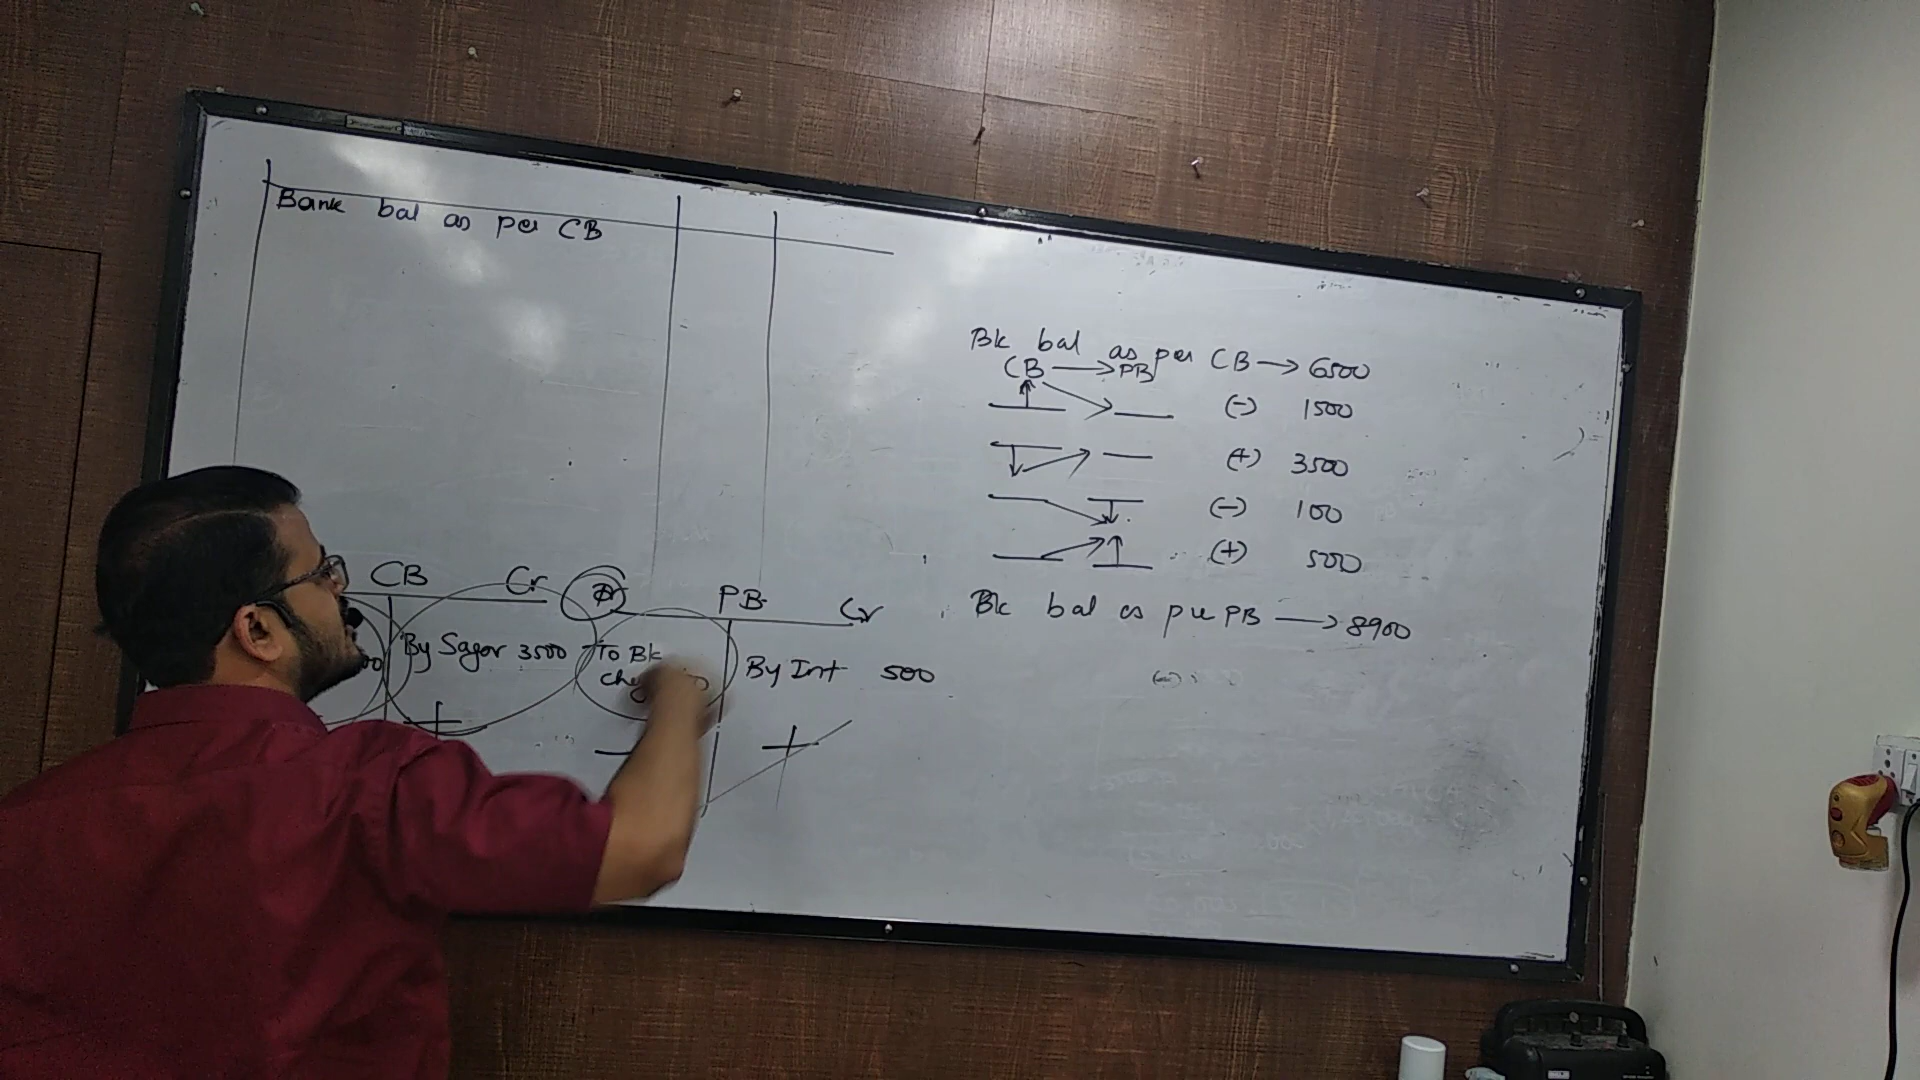 Bank bal as per CB
Bk bal as per CB → 6500
CB → PB
(-) 1500
(+) 3500
(-) 100
(+) 500
Bk bal as per PB → 8900
CB Cr
By Sagar 3500
Dr PB Cr
To Bk
By Int 500